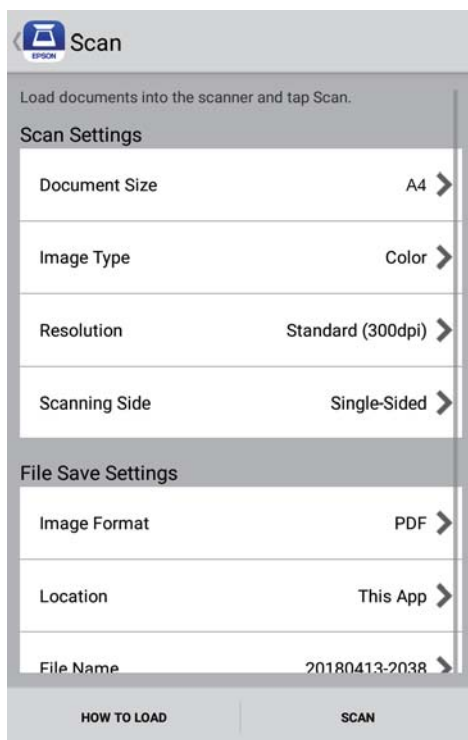 EPSON
Scan
Load documents into the scanner and tap Scan.
Scan Settings
Document Size A4
Image Type Color
Resolution Standard (300dpi)
Scanning Side Single-Sided
File Save Settings
Image Format PDF
Location This App
File Name 20180413-2038
HOW TO LOAD SCAN